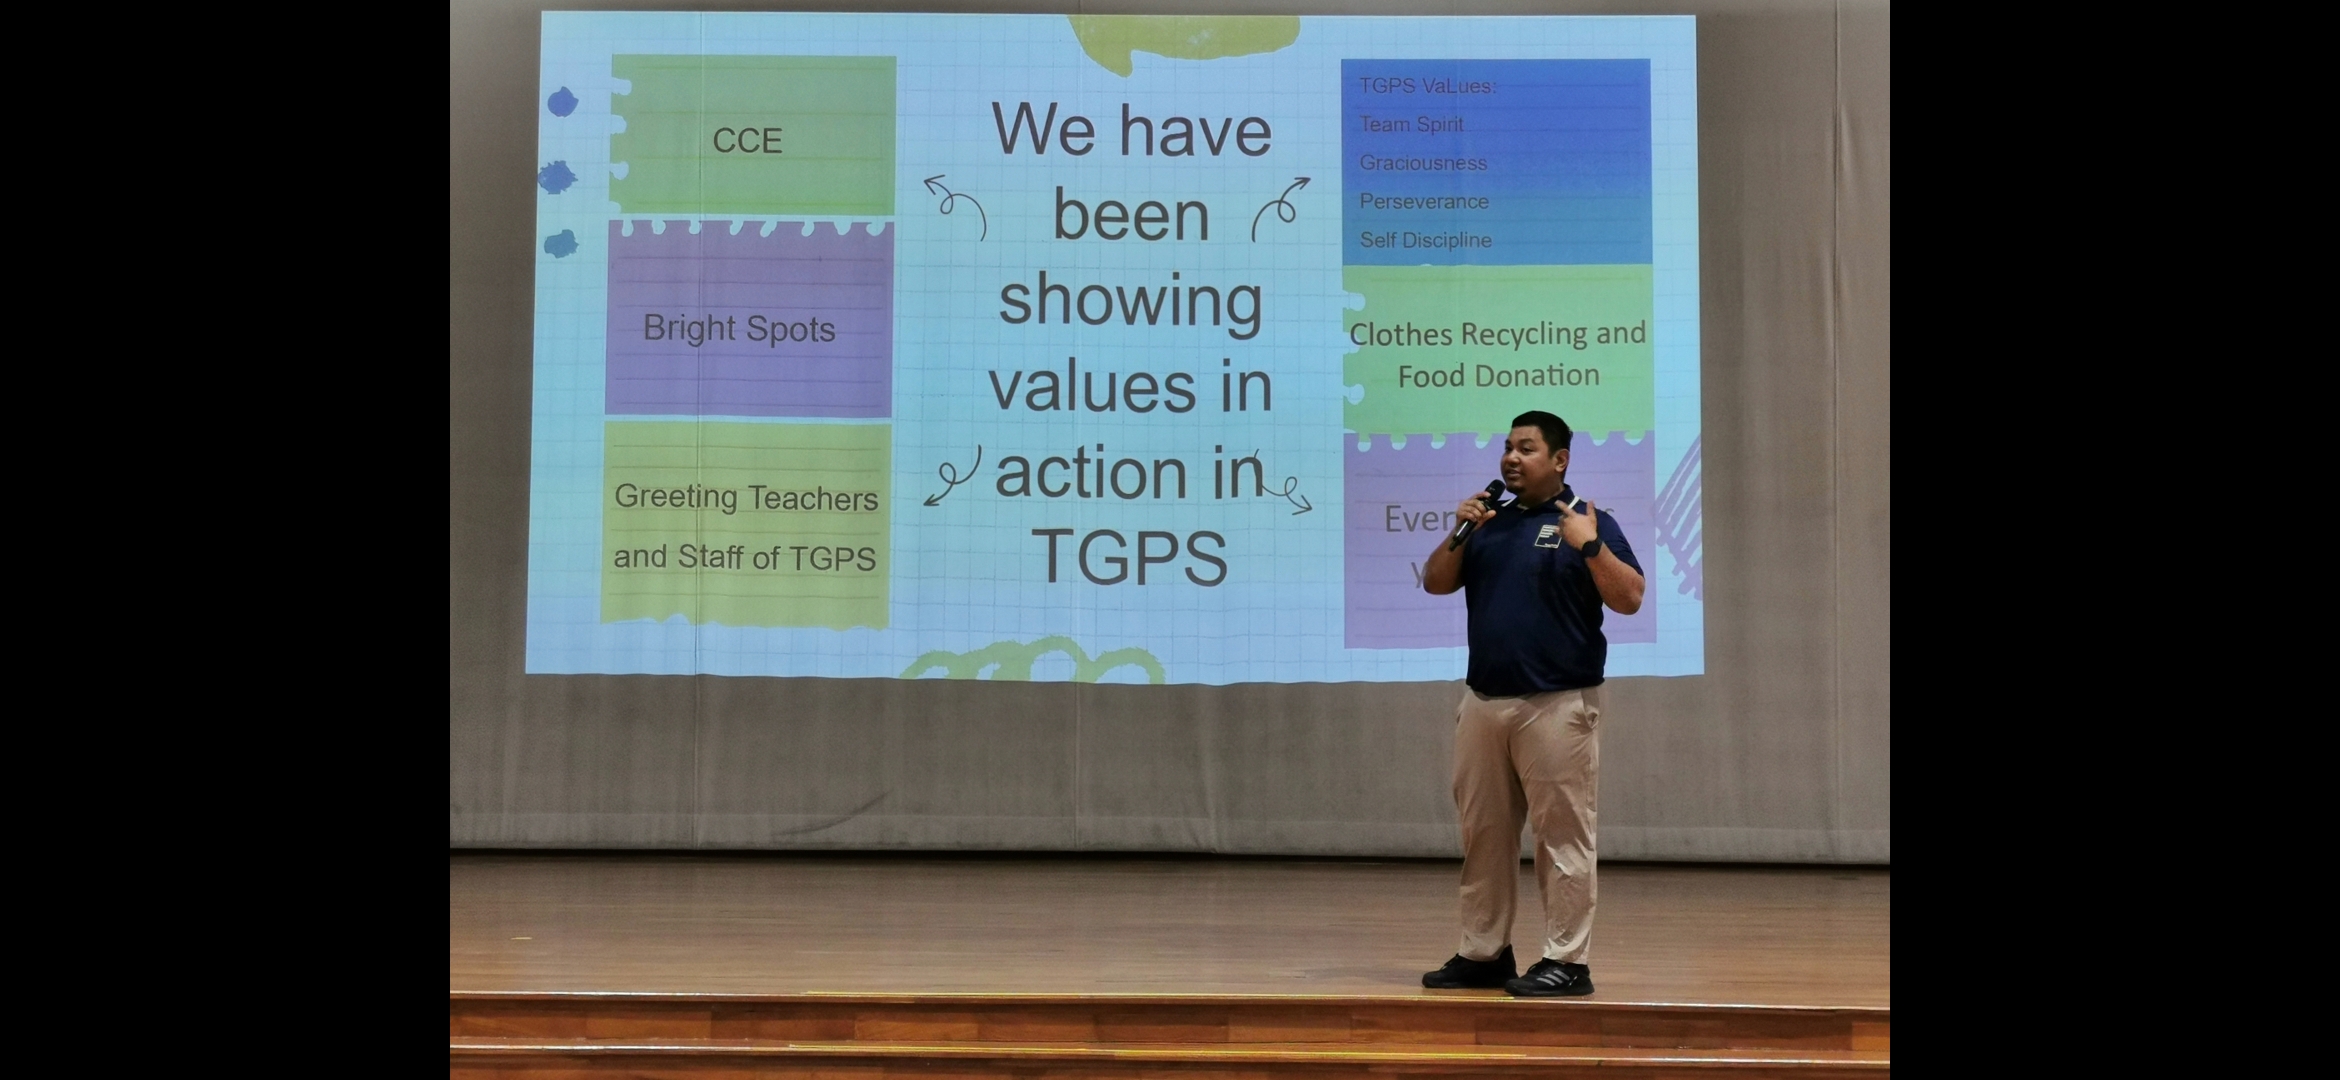 CCE
Bright Spots
Greeting Teachers
and Staff of TGPS
We have
been
showing
values in
action in
TGPS
TGPS VaLues:
Team Spirit
Graciousness
Perseverance
Self Discipline
Clothes Recycling and
Food Donation